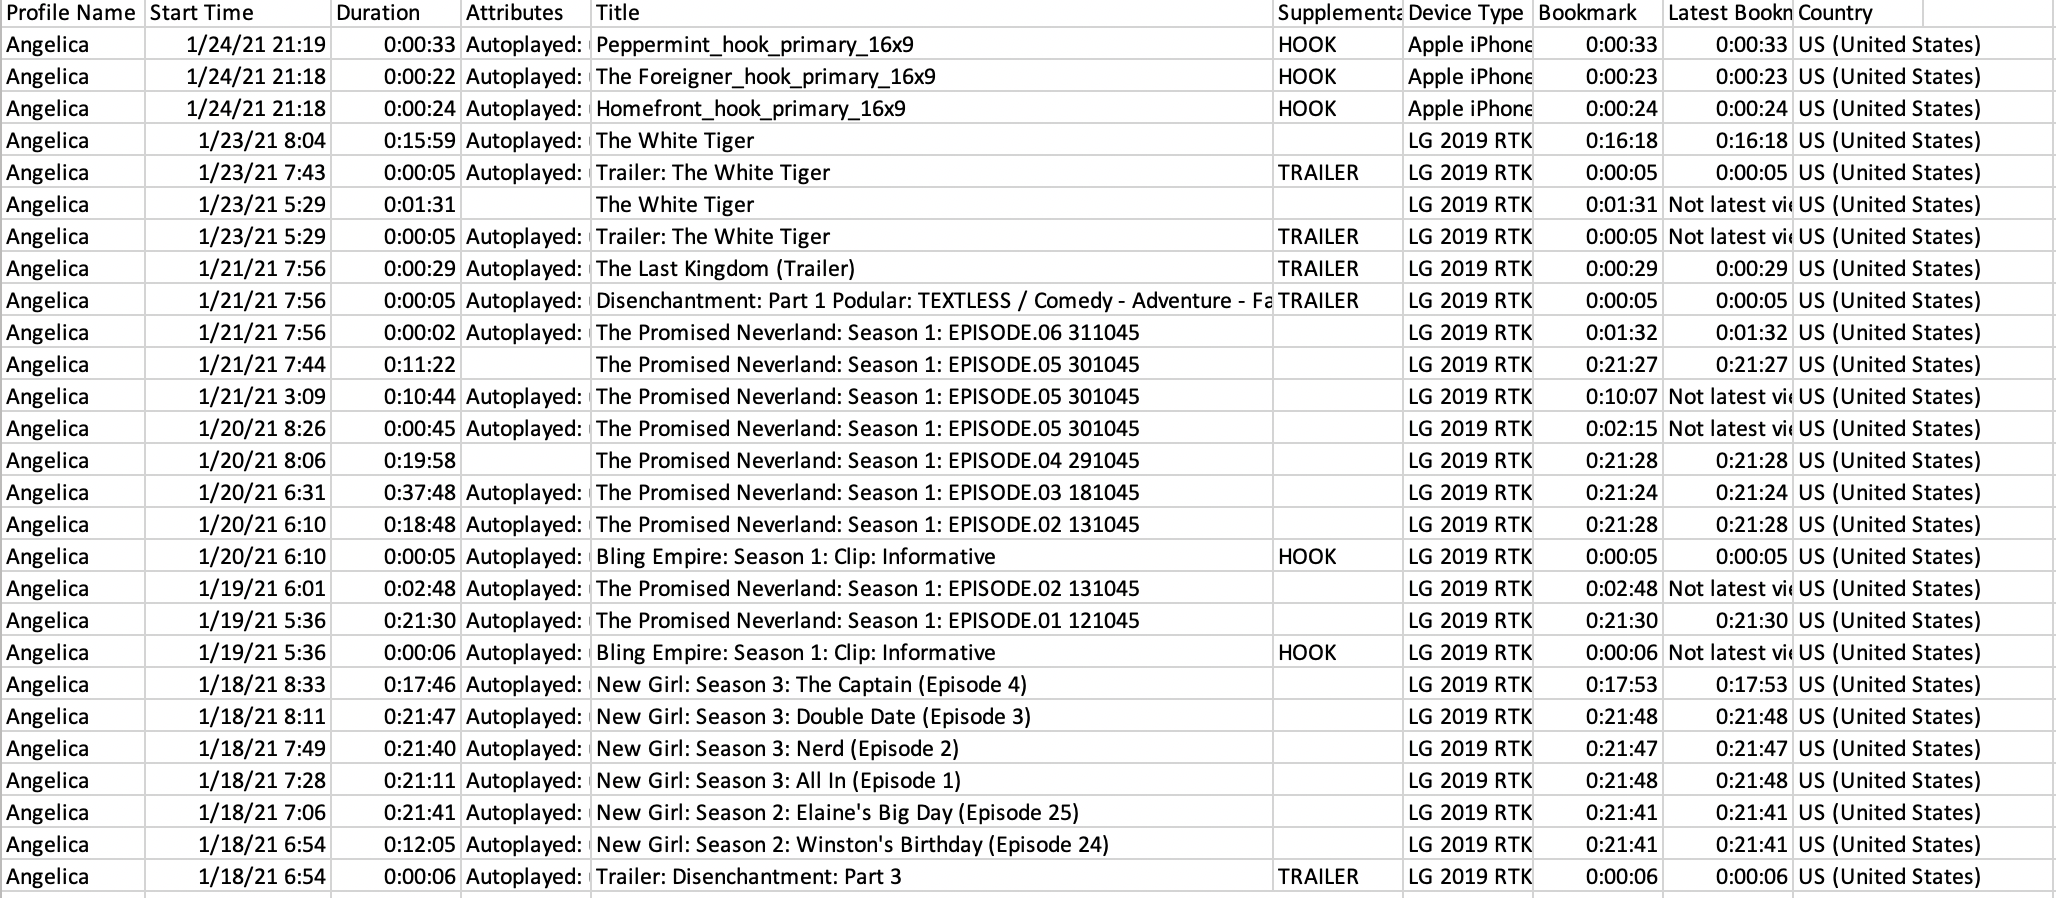 Profile Name Start Time Duration Attributes Title Supplementa Device Type Bookmark Latest Bookn Country
Angelica 1/24/21 21:19 0:00:33 Autoplayed: Peppermint_hook_primary_16x9 HOOK Apple iPhone 0:00:33 0:00:33 US (United States)
Angelica 1/24/21 21:18 0:00:22 Autoplayed: The Foreigner_hook_primary_16x9 HOOK Apple iPhone 0:00:23 0:00:23 US (United States)
Angelica 1/24/21 21:18 0:00:24 Autoplayed: Homefront_hook_primary_16x9 HOOK Apple iPhone 0:00:24 0:00:24 US (United States)
Angelica 1/23/21 8:04 0:15:59 Autoplayed: The White Tiger LG 2019 RTK 0:16:18 0:16:18 US (United States)
Angelica 1/23/21 7:43 0:00:05 Autoplayed: Trailer: The White Tiger TRAILER LG 2019 RTK 0:00:05 0:00:05 US (United States)
Angelica 1/23/21 5:29 0:01:31 The White Tiger LG 2019 RTK 0:01:31 Not latest vie US (United States)
Angelica 1/23/21 5:29 0:00:05 Autoplayed: Trailer: The White Tiger TRAILER LG 2019 RTK 0:00:05 Not latest vie US (United States)
Angelica 1/21/21 7:56 0:00:29 Autoplayed: The Last Kingdom (Trailer) TRAILER LG 2019 RTK 0:00:29 0:00:29 US (United States)
Angelica 1/21/21 7:56 0:00:05 Autoplayed: Disenchantment: Part 1 Podular: TEXTLESS / Comedy - Adventure - Fa TRAILER LG 2019 RTK 0:00:05 0:00:05 US (United States)
Angelica 1/21/21 7:56 0:00:02 Autoplayed: The Promised Neverland: Season 1: EPISODE.06 311045 LG 2019 RTK 0:01:32 0:01:32 US (United States)
Angelica 1/21/21 7:44 0:11:22 The Promised Neverland: Season 1: EPISODE.05 301045 LG 2019 RTK 0:21:27 0:21:27 US (United States)
Angelica 1/21/21 3:09 0:10:44 Autoplayed: The Promised Neverland: Season 1: EPISODE.05 301045 LG 2019 RTK 0:10:07 Not latest vie US (United States)
Angelica 1/20/21 8:26 0:00:45 Autoplayed: The Promised Neverland: Season 1: EPISODE.05 301045 LG 2019 RTK 0:02:15 Not latest vie US (United States)
Angelica 1/20/21 8:06 0:19:58 The Promised Neverland: Season 1: EPISODE.04 291045 LG 2019 RTK 0:21:28 0:21:28 US (United States)
Angelica 1/20/21 6:31 0:37:48 Autoplayed: The Promised Neverland: Season 1: EPISODE.03 181045 LG 2019 RTK 0:21:24 0:21:24 US (United States)
Angelica 1/20/21 6:10 0:18:48 Autoplayed: The Promised Neverland: Season 1: EPISODE.02 131045 LG 2019 RTK 0:21:28 0:21:28 US (United States)
Angelica 1/20/21 6:10 0:00:05 Autoplayed: Bling Empire: Season 1: Clip: Informative HOOK LG 2019 RTK 0:00:05 0:00:05 US (United States)
Angelica 1/19/21 6:01 0:02:48 Autoplayed: The Promised Neverland: Season 1: EPISODE.02 131045 LG 2019 RTK 0:02:48 Not latest vie US (United States)
Angelica 1/19/21 5:36 0:21:30 Autoplayed: The Promised Neverland: Season 1: EPISODE.01 121045 LG 2019 RTK 0:21:30 0:21:30 US (United States)
Angelica 1/19/21 5:36 0:00:06 Autoplayed: Bling Empire: Season 1: Clip: Informative HOOK LG 2019 RTK 0:00:06 Not latest vie US (United States)
Angelica 1/18/21 8:33 0:17:46 Autoplayed: New Girl: Season 3: The Captain (Episode 4) LG 2019 RTK 0:17:53 0:17:53 US (United States)
Angelica 1/18/21 8:11 0:21:47 Autoplayed: New Girl: Season 3: Double Date (Episode 3) LG 2019 RTK 0:21:48 0:21:48 US (United States)
Angelica 1/18/21 7:49 0:21:40 Autoplayed: New Girl: Season 3: Nerd (Episode 2) LG 2019 RTK 0:21:47 0:21:47 US (United States)
Angelica 1/18/21 7:28 0:21:11 Autoplayed: New Girl: Season 3: All In (Episode 1) LG 2019 RTK 0:21:48 0:21:48 US (United States)
Angelica 1/18/21 7:06 0:21:41 Autoplayed: New Girl: Season 2: Elaine's Big Day (Episode 25) LG 2019 RTK 0:21:41 0:21:41 US (United States)
Angelica 1/18/21 6:54 0:12:05 Autoplayed: New Girl: Season 2: Winston's Birthday (Episode 24) LG 2019 RTK 0:21:41 0:21:41 US (United States)
Angelica 1/18/21 6:54 0:00:06 Autoplayed: Trailer: Disenchantment: Part 3 TRAILER LG 2019 RTK 0:00:06 0:00:06 US (United States)